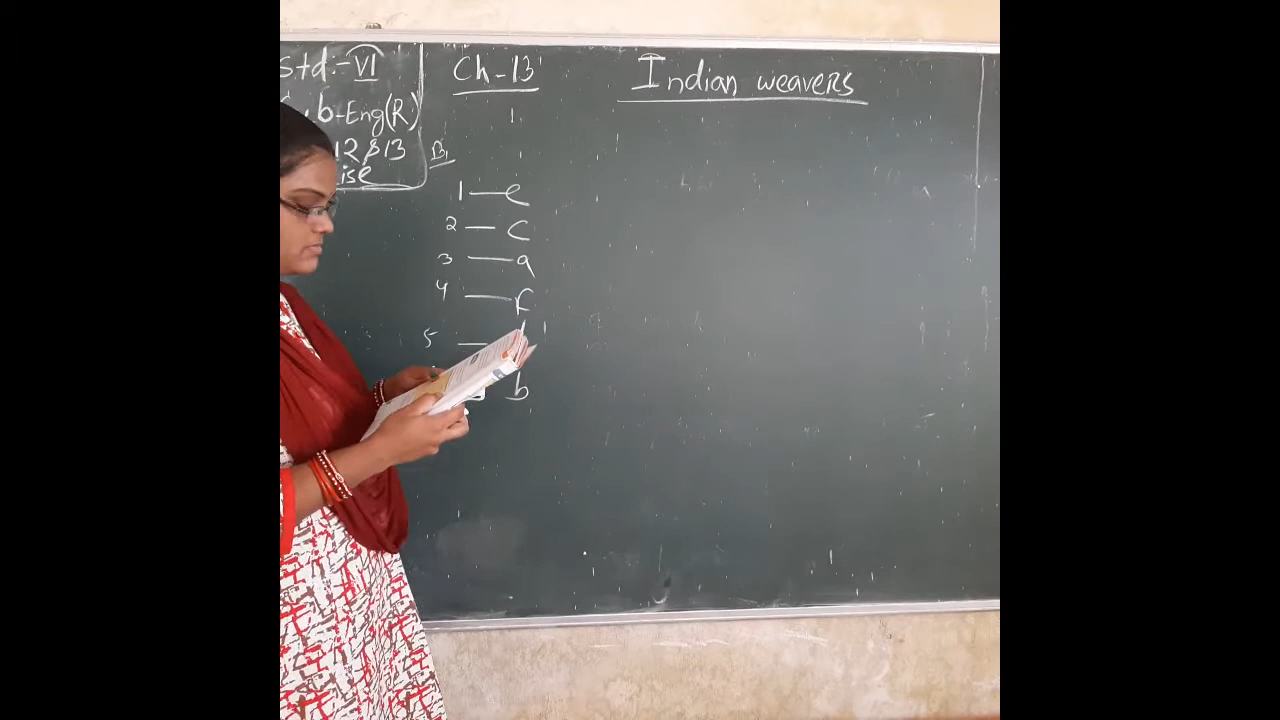 Std.-VI
b-Eng(R)
12 & 13
ise
Ch-13
Indian weavers
B.
1 — e
2 — c
3 — a
4 — f
5 —
b